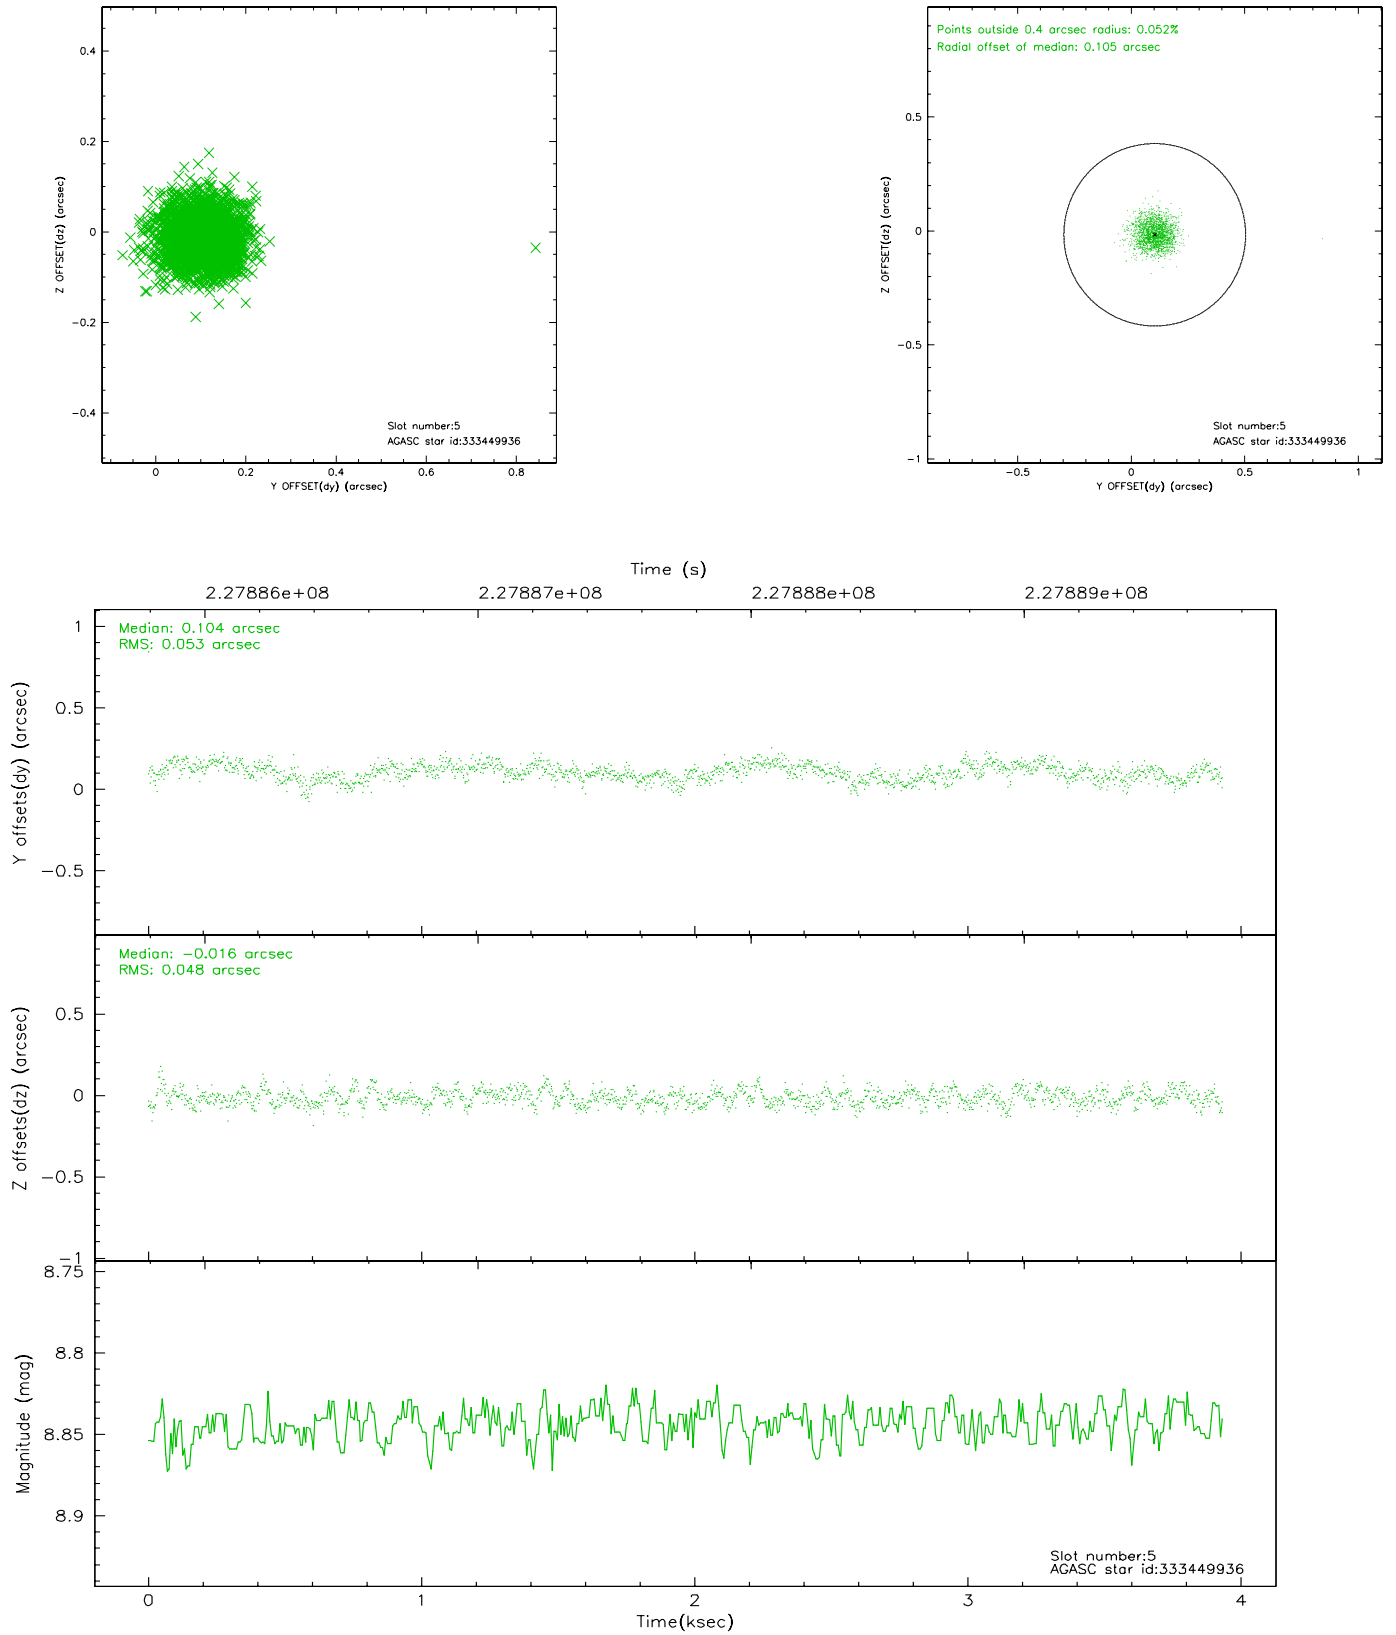 0.4
0.2
0
−0.2
−0.4
Z OFFSET(dz) (arcsec)
Slot number:5
AGASC star id:333449936
0 0.2 0.4 0.6 0.8
Y OFFSET(dy) (arcsec)
Points outside 0.4 arcsec radius: 0.052%
Radial offset of median: 0.105 arcsec
0.5
0
−0.5
−1
Z OFFSET(dz) (arcsec)
Slot number:5
AGASC star id:333449936
−0.5 0 0.5 1
Y OFFSET(dy) (arcsec)
Time (s)
2.27886e+08 2.27887e+08 2.27888e+08 2.27889e+08
Median: 0.104 arcsec
RMS: 0.053 arcsec
1
0.5
0
−0.5
Y offsets(dy) (arcsec)
Median: −0.016 arcsec
RMS: 0.048 arcsec
0.5
0
−0.5
−1
Z offsets(dz) (arcsec)
8.75
8.8
8.85
8.9
Magnitude (mag)
Slot number:5
AGASC star id:333449936
0 1 2 3 4
Time(ksec)